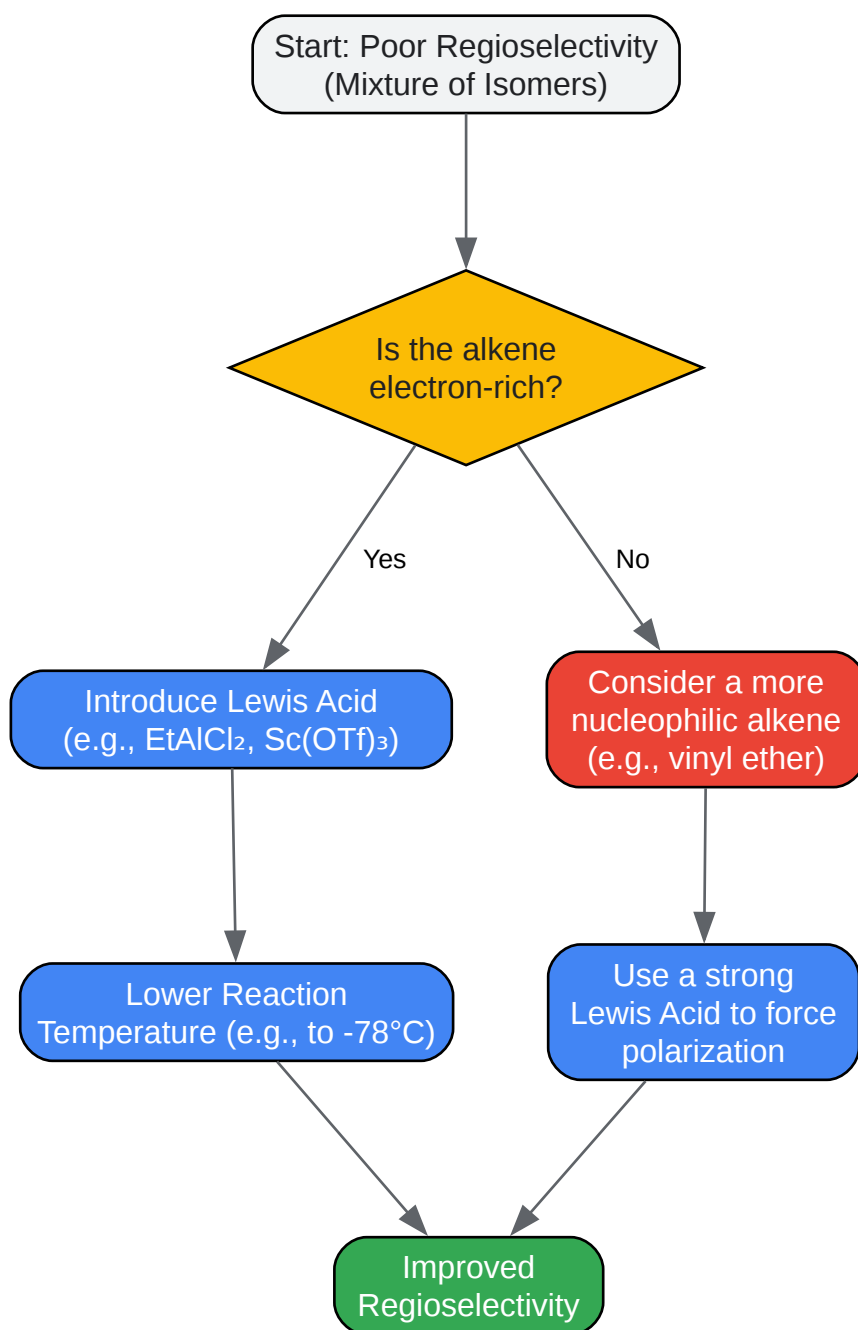 Start: Poor Regioselectivity
(Mixture of Isomers)
Is the alkene
electron-rich?
Yes
No
Introduce Lewis Acid
(e.g., EtAlCl₂, Sc(OTf)₃)
Consider a more
nucleophilic alkene
(e.g., vinyl ether)
Lower Reaction
Temperature (e.g., to -78°C)
Use a strong
Lewis Acid to force
polarization
Improved
Regioselectivity